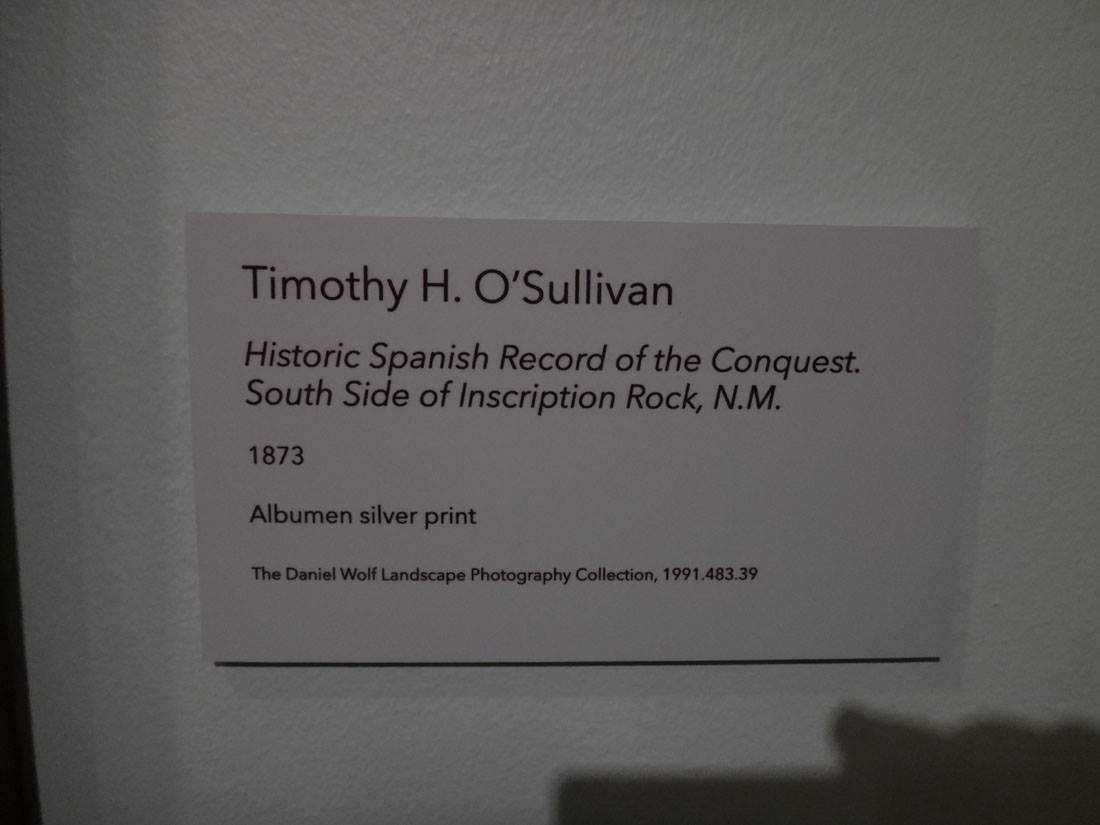 Timothy H. O’Sullivan
Historic Spanish Record of the Conquest.
South Side of Inscription Rock, N.M.
1873
Albumen silver print
The Daniel Wolf Landscape Photography Collection, 1991.483.39